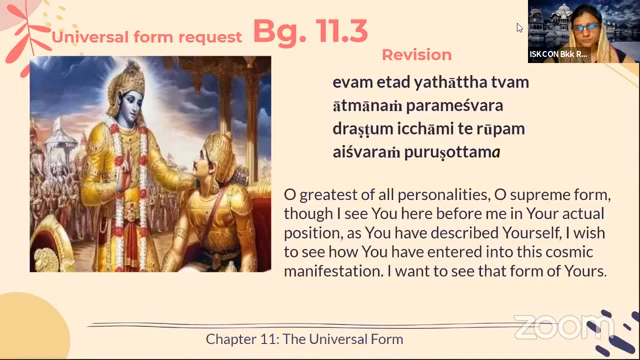 Universal form request Bg. 11.3
Revision
evam etad yathāttha tvam
ātmānaṁ parameśvara
draṣṭum icchāmi te rūpam
aiśvaraṁ puruṣottama
O greatest of all personalities, O supreme form,
though I see You here before me in Your actual
position, as You have described Yourself, I wish
to see how You have entered into this cosmic
manifestation. I want to see that form of Yours.
Chapter 11: The Universal Form
ISKCON Bkk R...
zoom